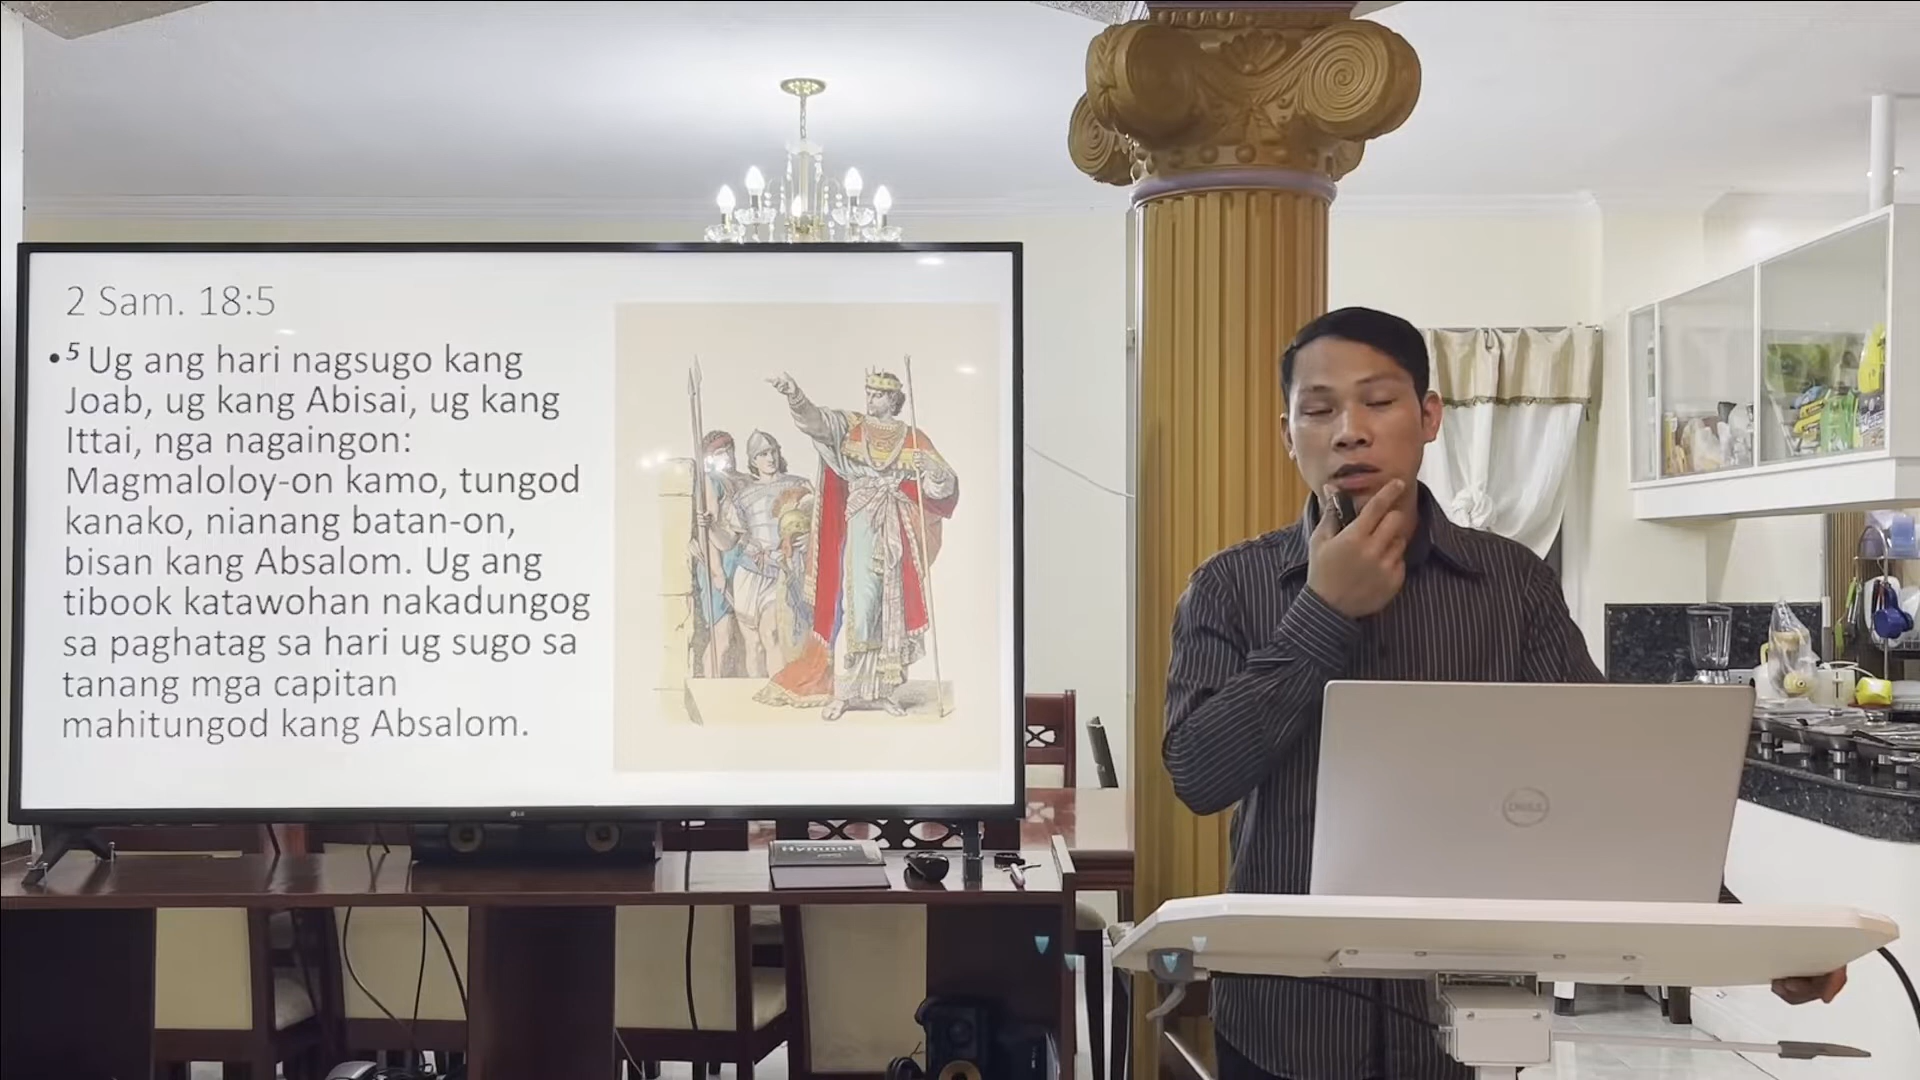 2 Sam. 18:5
•⁵ Ug ang hari nagsugo kang
Joab, ug kang Abisai, ug kang
Ittai, nga nagaingon:
Magmaloloy-on kamo, tungod
kanako, nianang batan-on,
bisan kang Absalom. Ug ang
tibook katawohan nakadungog
sa paghatag sa hari ug sugo sa
tanang mga capitan
mahitungod kang Absalom.
LG
Hymnal
DELL